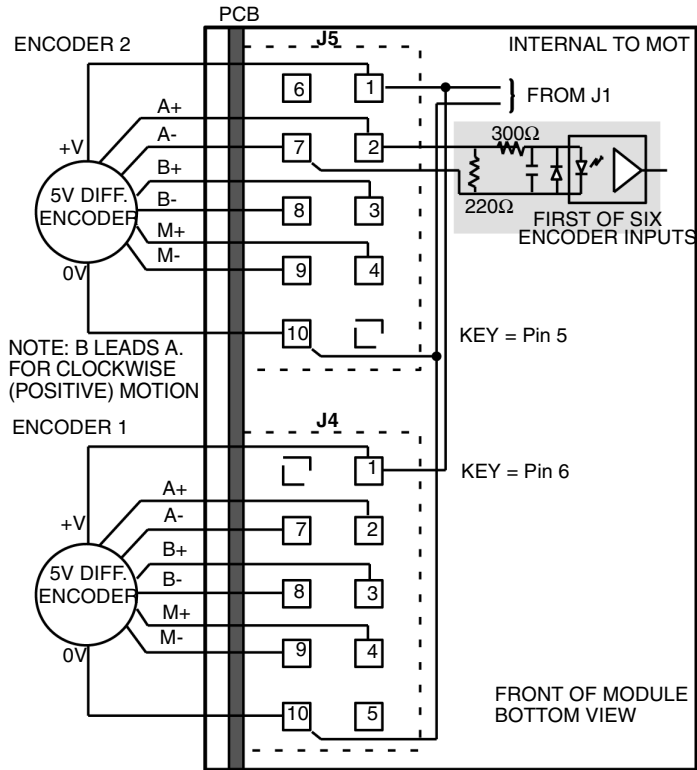 PCB
ENCODER 2
J5
INTERNAL TO MOT
6
1
FROM J1
A+
A-
+V
7
2
300Ω
B+
5V DIFF.
ENCODER
B-
8
3
220Ω
FIRST OF SIX
ENCODER INPUTS
M+
M-
9
4
0V
10
KEY = Pin 5
NOTE: B LEADS A.
FOR CLOCKWISE
(POSITIVE) MOTION
ENCODER 1
J4
1
KEY = Pin 6
A+
A-
+V
7
2
B+
5V DIFF.
ENCODER
B-
8
3
M+
M-
9
4
0V
10
5
FRONT OF MODULE
BOTTOM VIEW